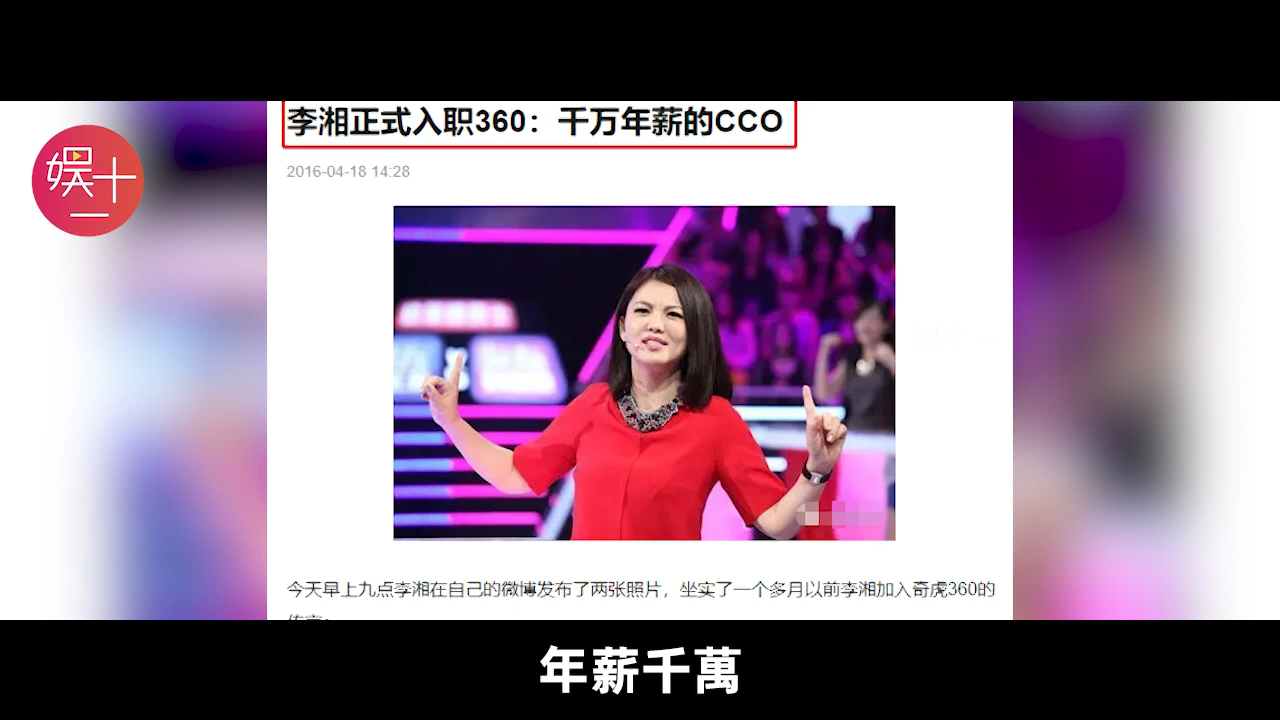 李湘正式入职360：千万年薪的CCO
2016-04-18 14:28
娱十一
今天早上九点李湘在自己的微博发布了两张照片，坐实了一个多月以前李湘加入奇虎360的
年薪千萬